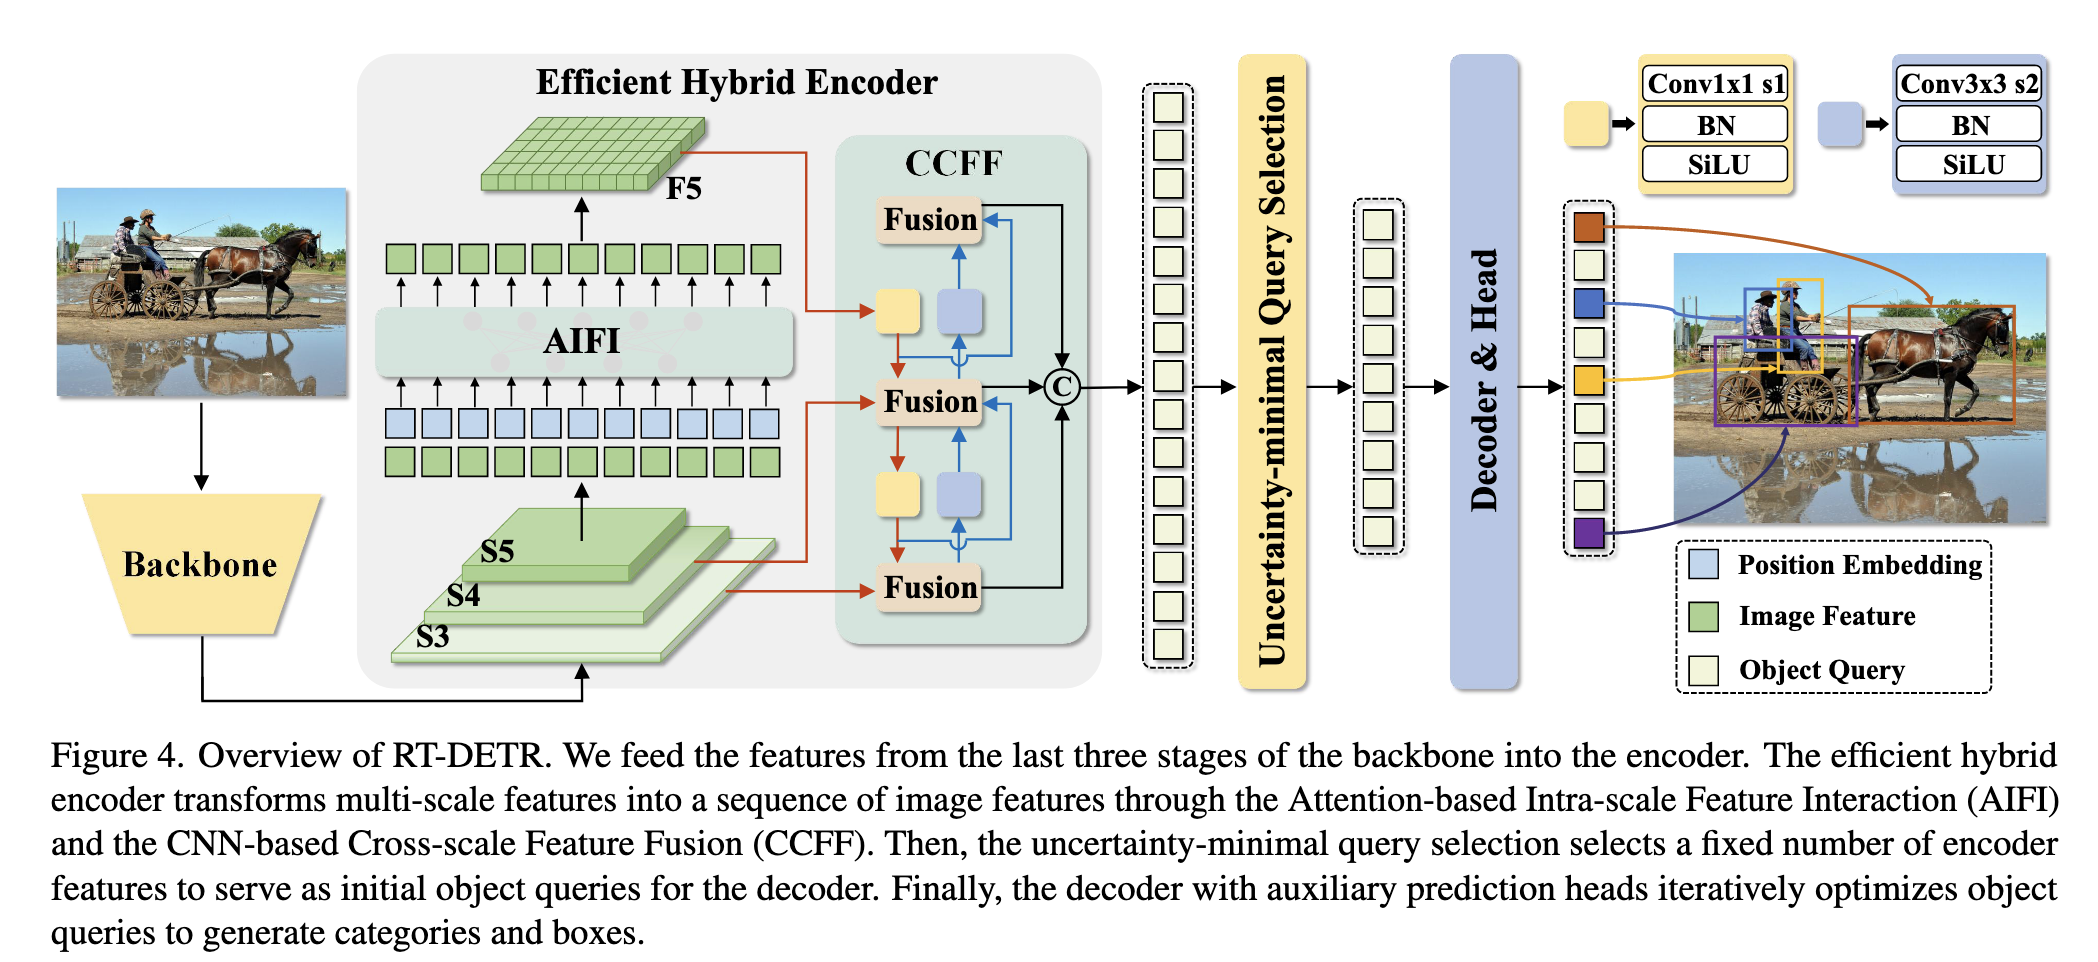 Efficient Hybrid Encoder
F5
AIFI
S5
S4
S3
Backbone
CCFF
Fusion
Fusion
Fusion
C
Uncertainty-minimal Query Selection
Decoder & Head
Conv1x1 s1
BN
SiLU
Conv3x3 s2
BN
SiLU
Position Embedding
Image Feature
Object Query
Figure 4. Overview of RT-DETR. We feed the features from the last three stages of the backbone into the encoder. The efficient hybrid
encoder transforms multi-scale features into a sequence of image features through the Attention-based Intra-scale Feature Interaction (AIFI)
and the CNN-based Cross-scale Feature Fusion (CCFF). Then, the uncertainty-minimal query selection selects a fixed number of encoder
features to serve as initial object queries for the decoder. Finally, the decoder with auxiliary prediction heads iteratively optimizes object
queries to generate categories and boxes.